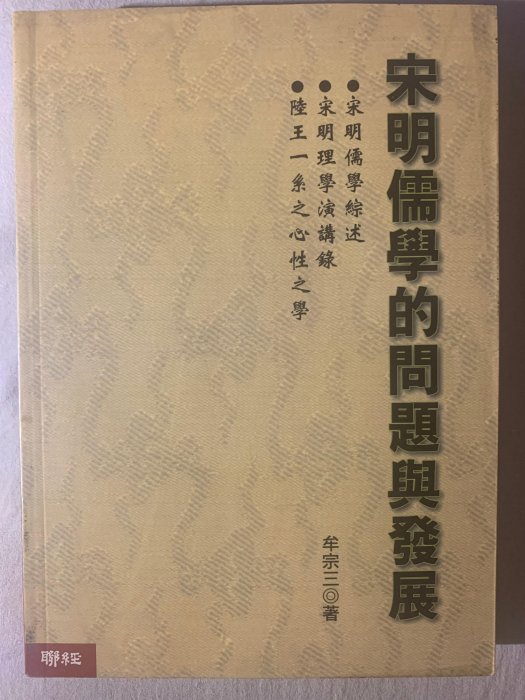 宋明儒學的問題與發展
●宋明儒學綜述
●宋明理學演講錄
●陸王一系之心性之學
牟宗三◎著
聯經